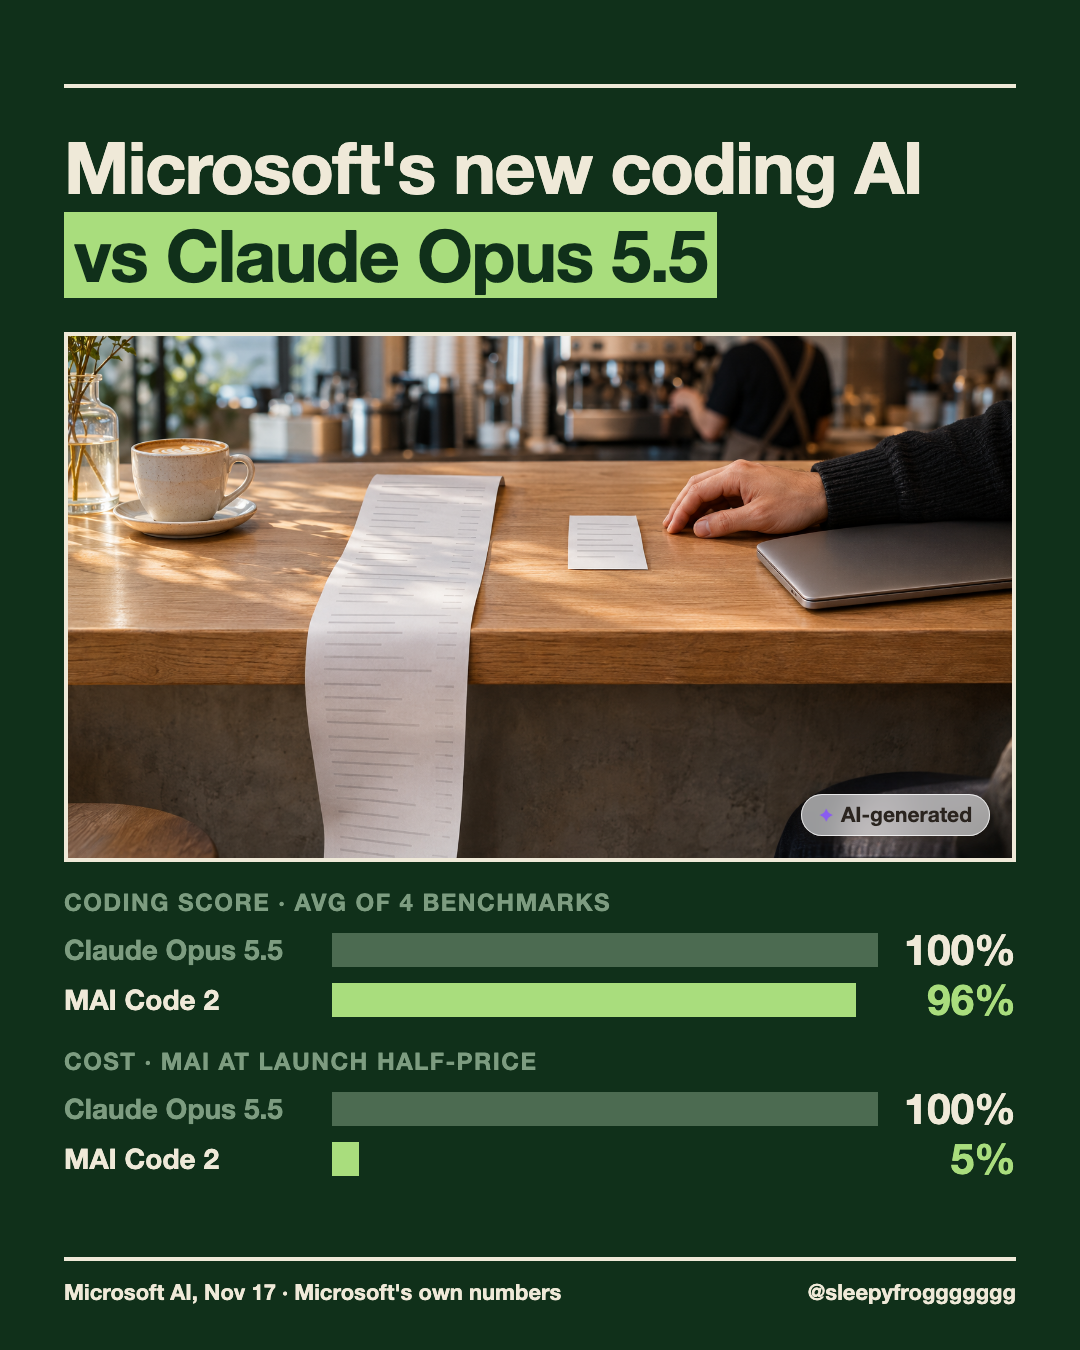 Microsoft's new coding AI
vs Claude Opus 5.5
AI-generated
CODING SCORE · AVG OF 4 BENCHMARKS
Claude Opus 5.5 100%
MAI Code 2 96%
COST · MAI AT LAUNCH HALF-PRICE
Claude Opus 5.5 100%
MAI Code 2 5%
Microsoft AI, Nov 17 · Microsoft's own numbers
@sleepyfroggggggg